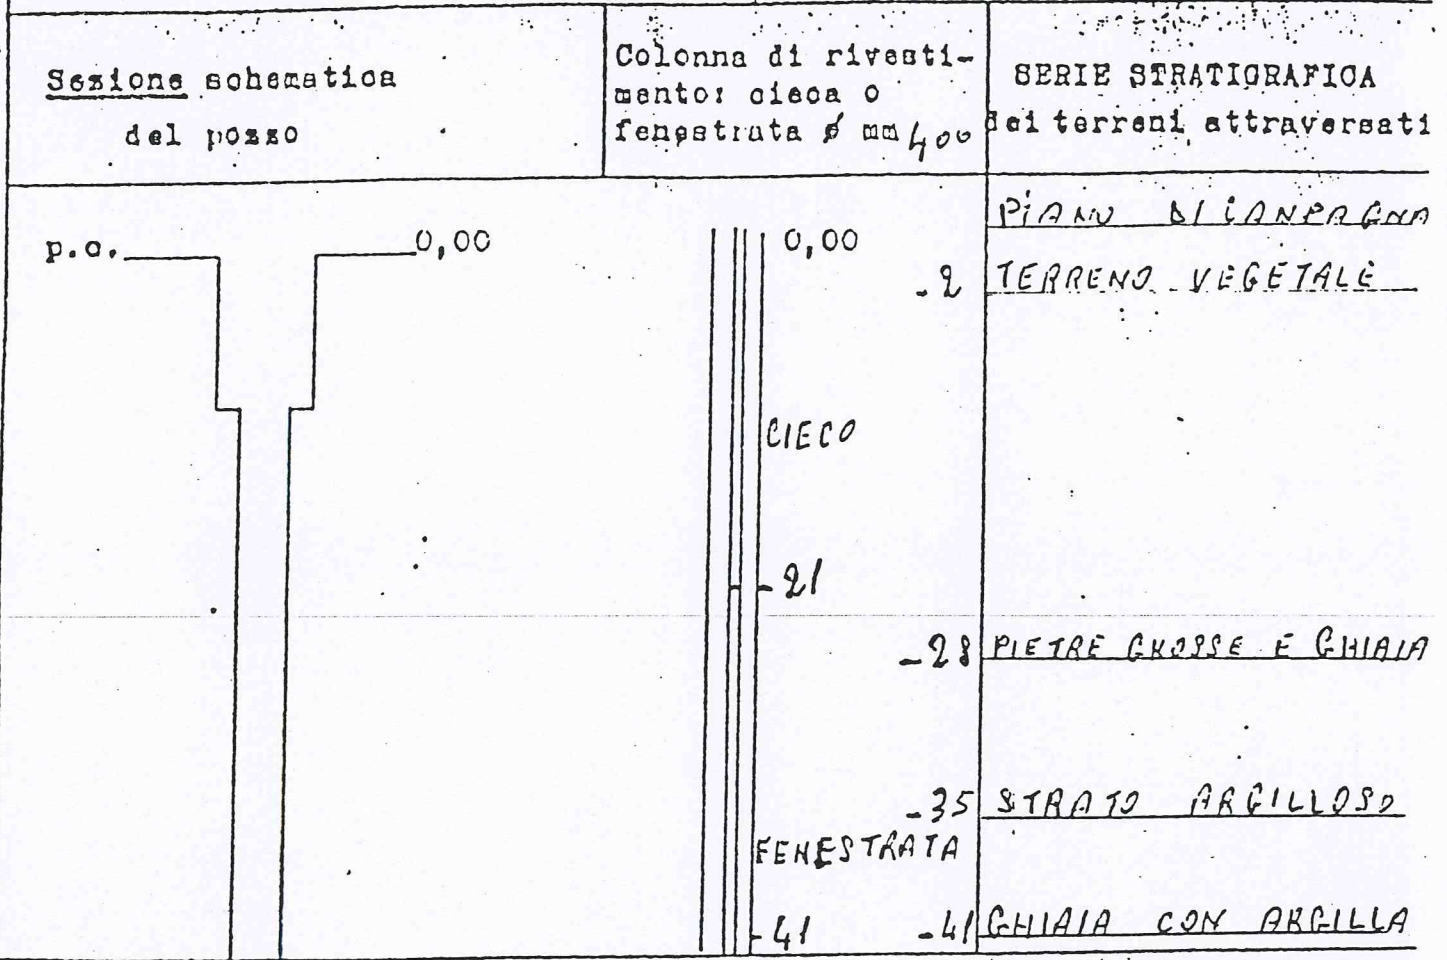 Sezione schematica
del pozzo
Colonna di rivesti-
mento: cieca o
fenestrata ø mm 400
SERIE STRATIGRAFICA
dei terreni attraversati
PIANO DI CANPAGNA
p.c. 0,00
0,00
-2 TERRENO VEGETALE
CIECO
- 21
-28 PIETRE GROSSE E GHIAIA
-35 STRATO ARGILLOSO
FENESTRATA
- 41
-41 GHIAIA CON ARGILLA